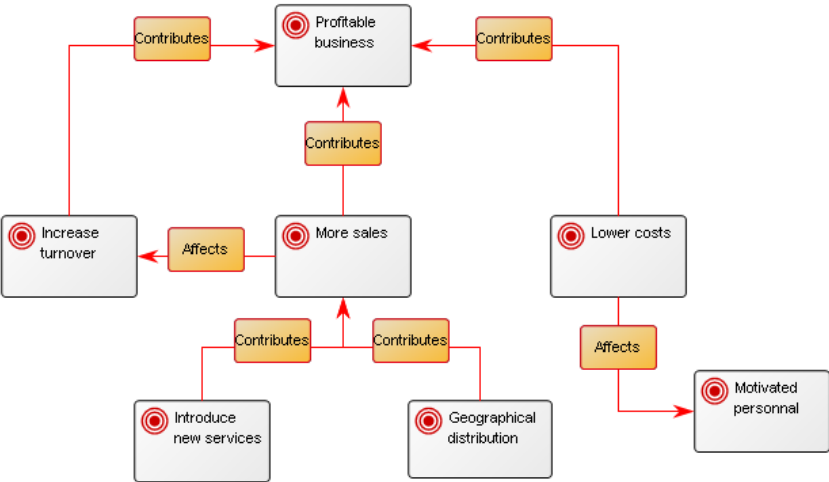 Profitable
business
Contributes
Contributes
Contributes
Increase
turnover
Affects
More sales
Lower costs
Contributes
Contributes
Affects
Introduce
new services
Geographical
distribution
Motivated
personnal